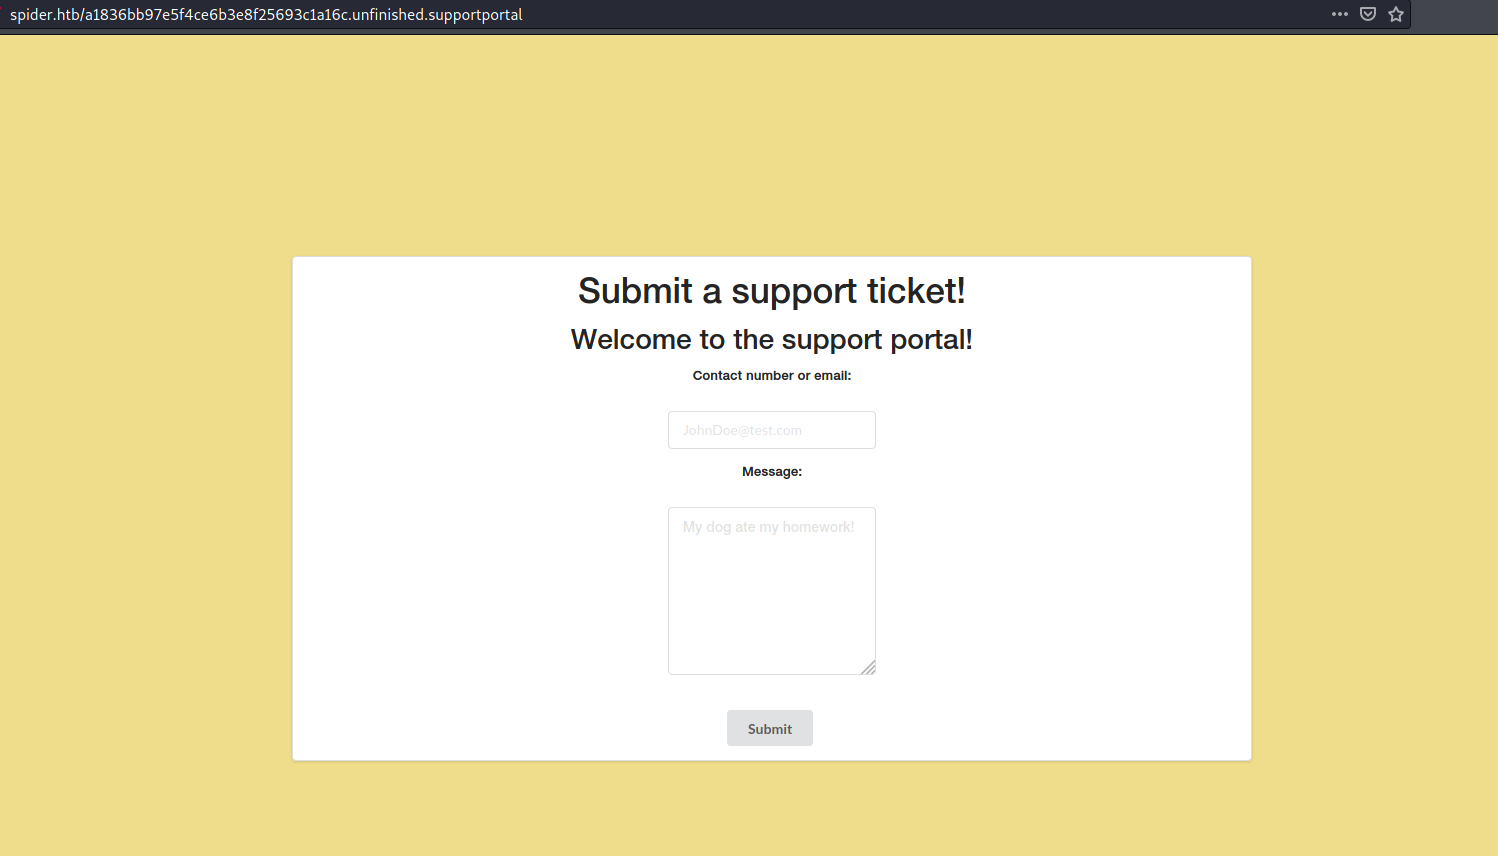 spider.htb/a1836bb97e5f4ce6b3e8f25693c1a16c.unfinished.supportportal
Submit a support ticket!
Welcome to the support portal!
Contact number or email:
JohnDoe@test.com
Message:
My dog ate my homework!
Submit